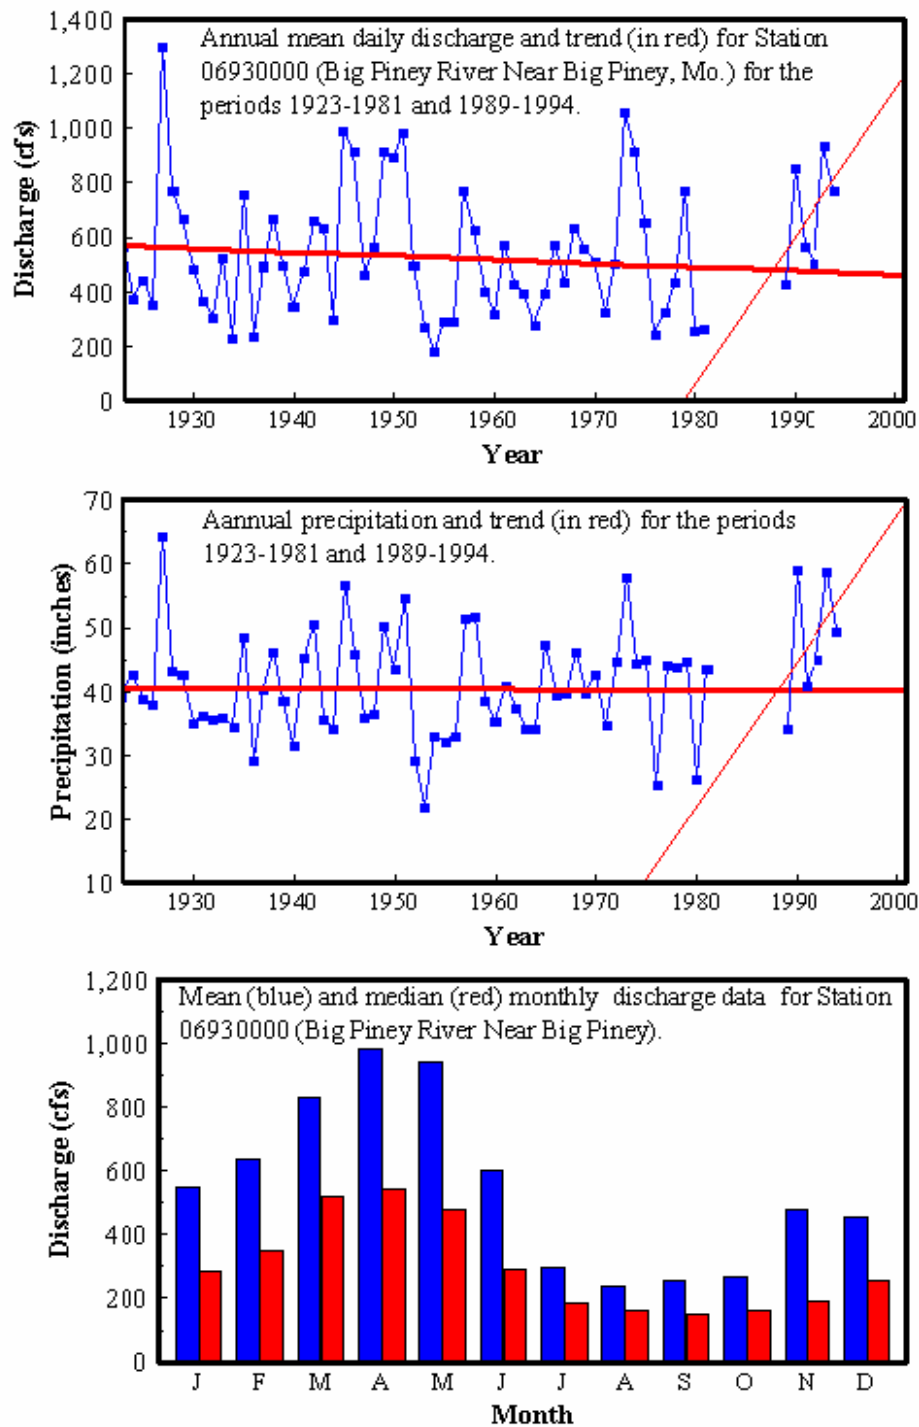 1,400
1,200
1,000
800
600
400
200
0
Discharge (cfs)
Annual mean daily discharge and trend (in red) for Station
06930000 (Big Piney River Near Big Piney, Mo.) for the
periods 1923-1981 and 1989-1994.
1930 1940 1950 1960 1970 1980 1990 2000
Year
70
60
50
40
30
20
10
Precipitation (inches)
Aannual precipitation and trend (in red) for the periods
1923-1981 and 1989-1994.
1930 1940 1950 1960 1970 1980 1990 2000
Year
1,200
1,000
800
600
400
200
0
Discharge (cfs)
Mean (blue) and median (red) monthly discharge data for Station
06930000 (Big Piney River Near Big Piney).
J F M A M J J A S O N D
Month